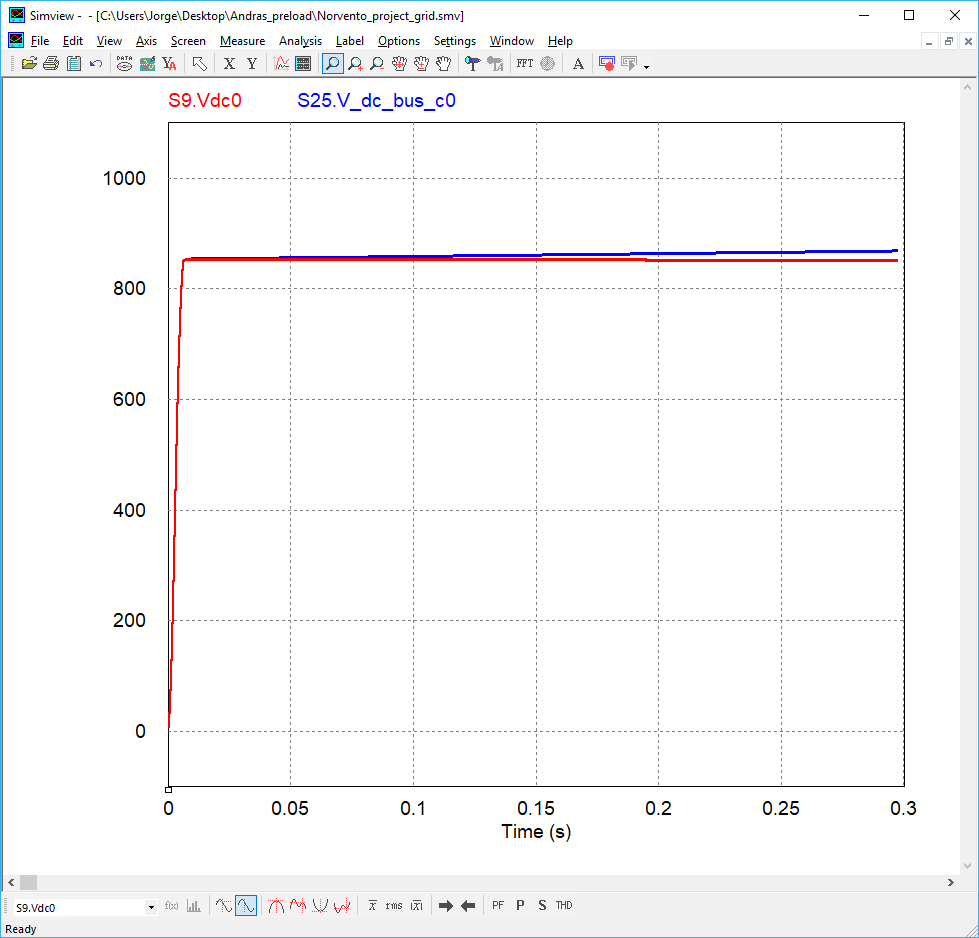 Simview - - [C:\Users\Jorge\Desktop\Andras_preload\Norvento_project_grid.smv]
File Edit View Axis Screen Measure Analysis Label Options Settings Window Help
DATA YA X Y FFT A
S9.Vdc0 S25.V_dc_bus_c0
1000
800
600
400
200
0
0 0.05 0.1 0.15 0.2 0.25 0.3
Time (s)
S9.Vdc0 f(x) x rms |x| PF P S THD
Ready